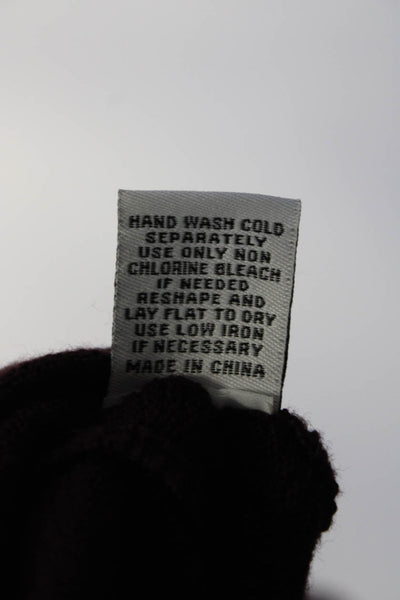 HAND WASH COLD
SEPARATELY
USE ONLY NON
CHLORINE BLEACH
IF NEEDED
RESHAPE AND
LAY FLAT TO DRY
USE LOW IRON
IF NECESSARY
MADE IN CHINA